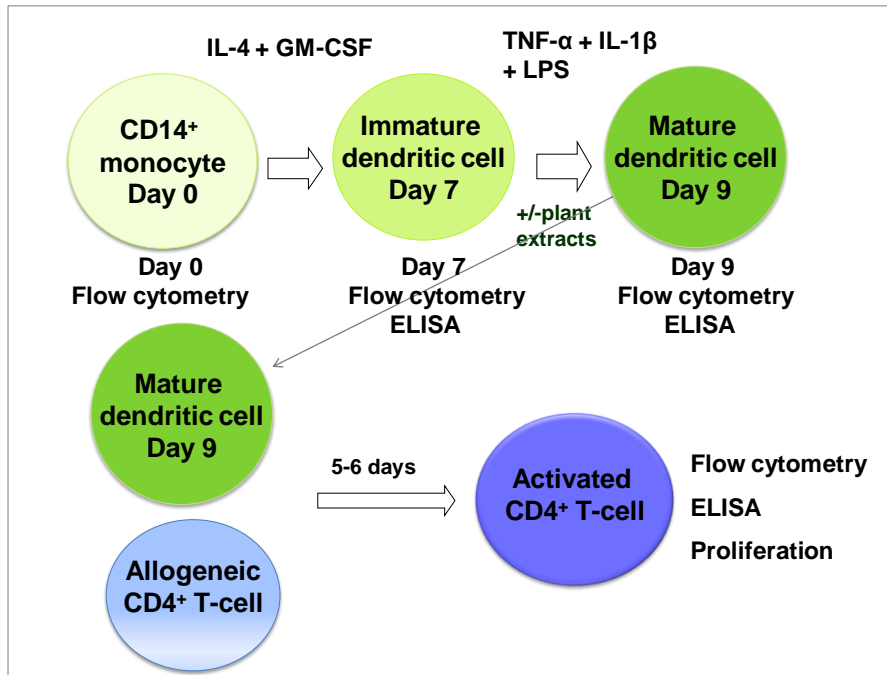 IL-4 + GM-CSF
TNF-α + IL-1β
+ LPS
CD14⁺
monocyte
Day 0
Immature
dendritic cell
Day 7
Mature
dendritic cell
Day 9
+/-plant
extracts
Day 0
Flow cytometry
Day 7
Flow cytometry
ELISA
Day 9
Flow cytometry
ELISA
Mature
dendritic cell
Day 9
5-6 days
Activated
CD4⁺ T-cell
Flow cytometry
ELISA
Proliferation
Allogeneic
CD4⁺ T-cell